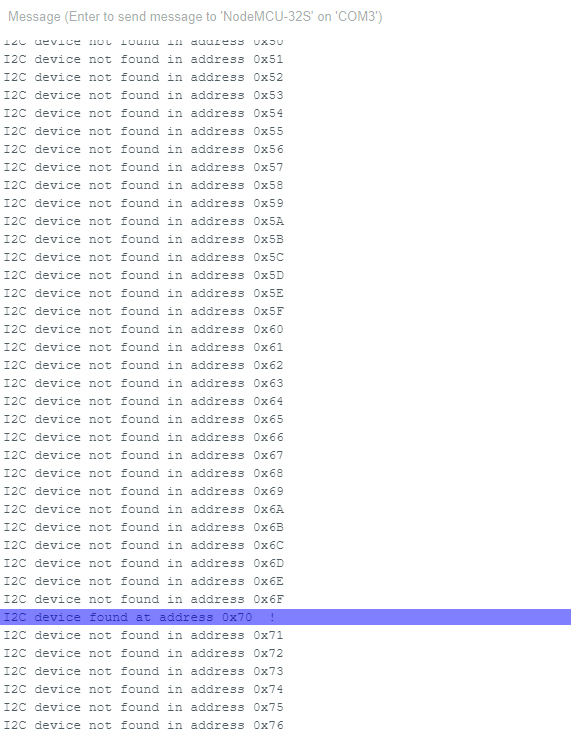 Message (Enter to send message to 'NodeMCU-32S' on 'COM3')
I2C device not found in address 0x50
I2C device not found in address 0x51
I2C device not found in address 0x52
I2C device not found in address 0x53
I2C device not found in address 0x54
I2C device not found in address 0x55
I2C device not found in address 0x56
I2C device not found in address 0x57
I2C device not found in address 0x58
I2C device not found in address 0x59
I2C device not found in address 0x5A
I2C device not found in address 0x5B
I2C device not found in address 0x5C
I2C device not found in address 0x5D
I2C device not found in address 0x5E
I2C device not found in address 0x5F
I2C device not found in address 0x60
I2C device not found in address 0x61
I2C device not found in address 0x62
I2C device not found in address 0x63
I2C device not found in address 0x64
I2C device not found in address 0x65
I2C device not found in address 0x66
I2C device not found in address 0x67
I2C device not found in address 0x68
I2C device not found in address 0x69
I2C device not found in address 0x6A
I2C device not found in address 0x6B
I2C device not found in address 0x6C
I2C device not found in address 0x6D
I2C device not found in address 0x6E
I2C device not found in address 0x6F
I2C device found at address 0x70  !
I2C device not found in address 0x71
I2C device not found in address 0x72
I2C device not found in address 0x73
I2C device not found in address 0x74
I2C device not found in address 0x75
I2C device not found in address 0x76